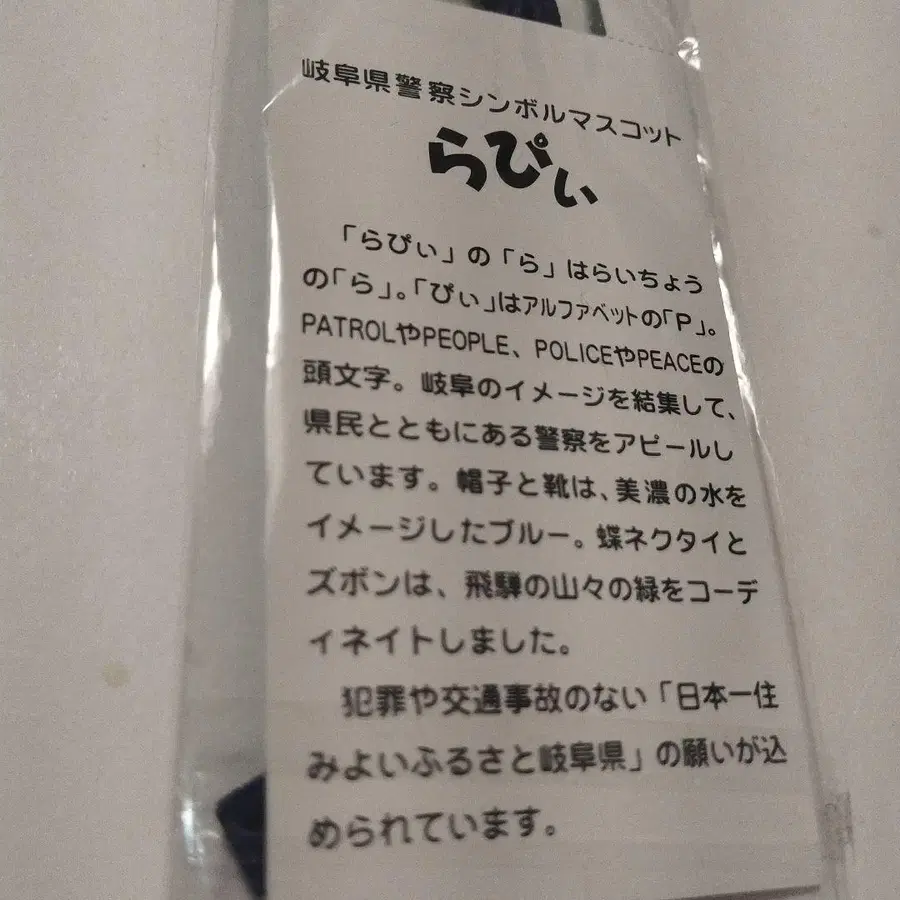 岐阜県警察シンボルマスコット
らぴぃ
「らぴぃ」の「ら」はらいちょう
の「ら」。「ぴぃ」はアルファベットの「P」。
PATROLやPEOPLE、POLICEやPEACEの
頭文字。岐阜のイメージを結集して、
県民とともにある警察をアピールし
ています。帽子と靴は、美濃の水を
イメージしたブルー。蝶ネクタイと
ズボンは、飛騨の山々の緑をコーデ
ィネイトしました。
犯罪や交通事故のない「日本一住
みよいふるさと岐阜県」の願いが込
められています。